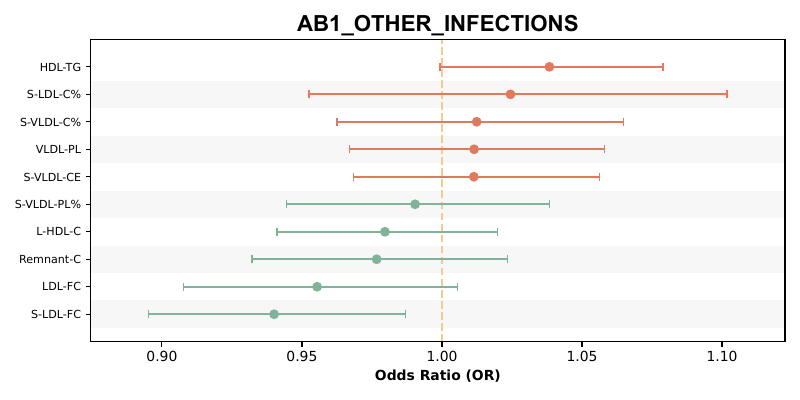 AB1_OTHER_INFECTIONS
HDL-TG
S-LDL-C%
S-VLDL-C%
VLDL-PL
S-VLDL-CE
S-VLDL-PL%
L-HDL-C
Remnant-C
LDL-FC
S-LDL-FC
0.90 0.95 1.00 1.05 1.10
Odds Ratio (OR)